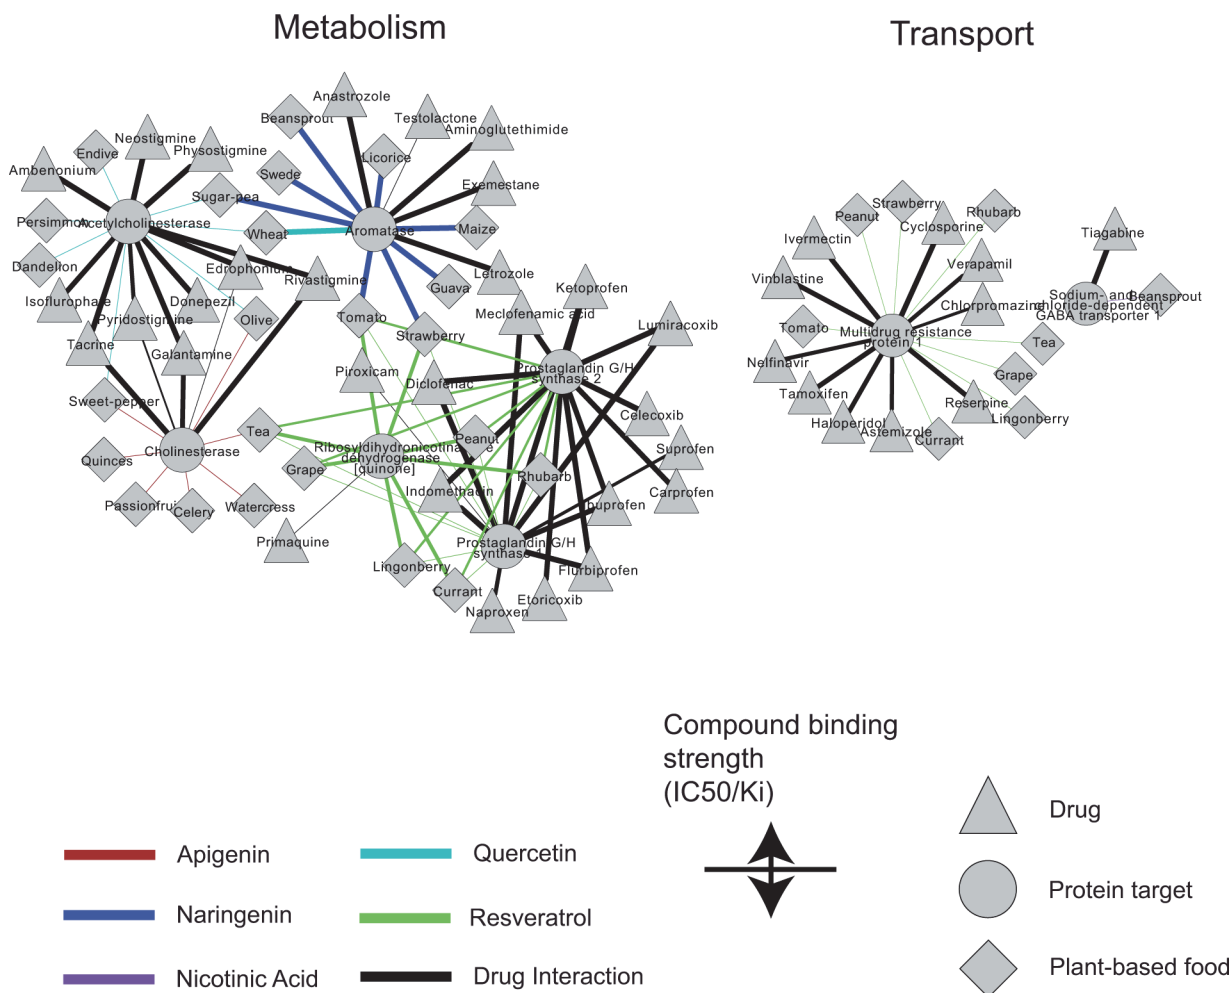 Metabolism
Transport
Anastrozole
Beansprout
Testolactone
Aminoglutethimide
Neostigmine
Endive
Physostigmine
Licorice
Ambenonium
Swede
Exemestane
Sugar-pea
Persimmon
Acetylcholinesterase
Wheat
Aromatase
Maize
Dandelion
Edrophonium
Rivastigmine
Letrozole
Guava
Ketoprofen
Isoflurophate
Donepezil
Pyridostigmine
Olive
Tomato
Meclofenamic acid
Strawberry
Lumiracoxib
Tacrine
Galantamine
Piroxicam
Diclofenac
Prostaglandin G/H
synthase 2
Sweet-pepper
Celecoxib
Tea
Peanut
Cholinesterase
Ribosyldihydronicotina
dehydrogenase
[quinone]
Suprofen
Quinces
Grape
Rhubarb
Indomethacin
Carprofen
Passionfrui
Celery
Watercress
Ibuprofen
Primaquine
Prostaglandin G/H
synthase 1
Lingonberry
Flurbiprofen
Currant
Naproxen
Etoricoxib
Strawberry
Peanut
Rhubarb
Cyclosporine
Ivermectin
Tiagabine
Verapamil
Vinblastine
Chlorpromazine
Sodium- and
chloride-dependent
GABA transporter 1
Beansprout
Tomato
Multidrug resistance
protein 1
Tea
Nelfinavir
Grape
Tamoxifen
Reserpine
Lingonberry
Haloperidol
Astemizole
Currant
Compound binding
strength
(IC50/Ki)
Drug
Apigenin
Quercetin
Protein target
Naringenin
Resveratrol
Nicotinic Acid
Drug Interaction
Plant-based food